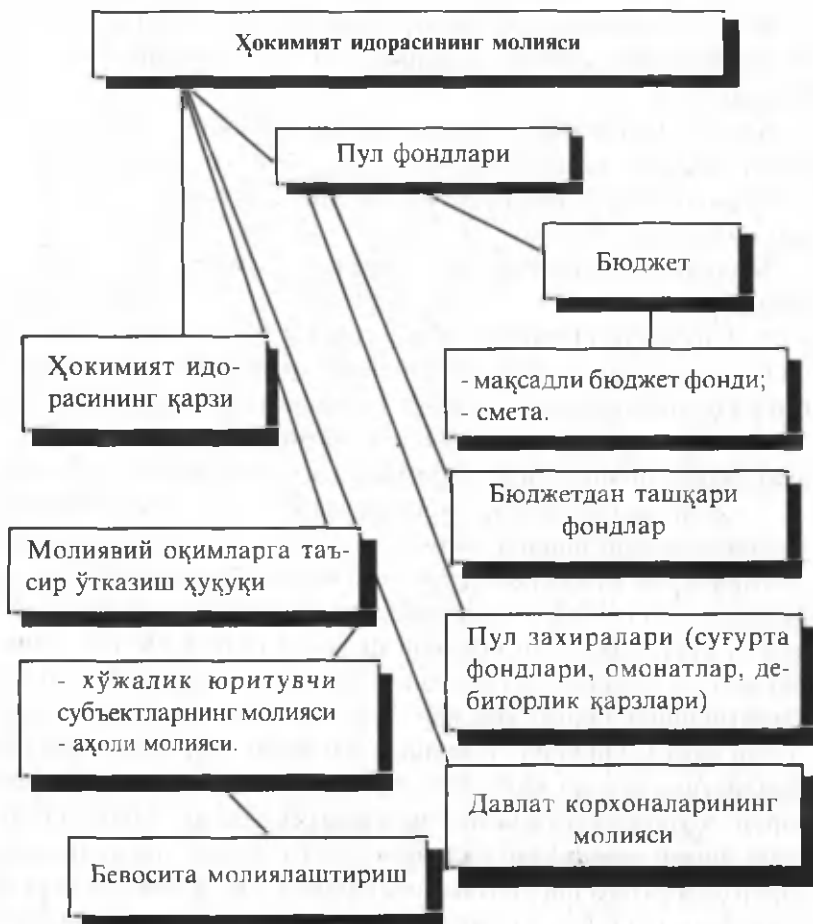 Ҳокимият идорасининг молияси
Пул фондлари
Бюджет
Ҳокимият идо-
расининг қарзи
- мақсадли бюджет фонди;
- смета.
Бюджетдан ташқари
фондлар
Молиявий оқимларга таъ-
сир ўтказиш ҳуқуқи
Пул захиралари (суғурта
фондлари, омонатлар, де-
биторлик қарзлари)
- хўжалик юритувчи
субъектларнинг молияси
- аҳоли молияси.
Давлат корхоналарининг
молияси
Бевосита молиялаштириш